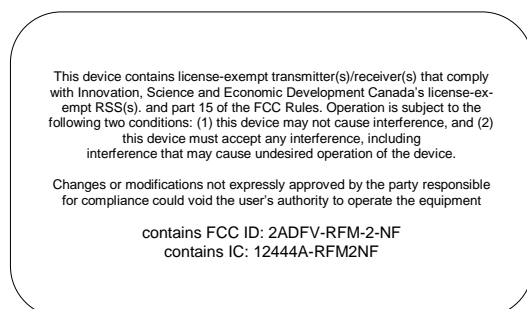 This device contains license-exempt transmitter(s)/receiver(s) that comply
with Innovation, Science and Economic Development Canada's license-ex-
empt RSS(s). and part 15 of the FCC Rules. Operation is subject to the
following two conditions: (1) this device may not cause interference, and (2)
this device must accept any interference, including
interference that may cause undesired operation of the device.
Changes or modifications not expressly approved by the party responsible
for compliance could void the user's authority to operate the equipment
contains FCC ID: 2ADFV-RFM-2-NF
contains IC: 12444A-RFM2NF